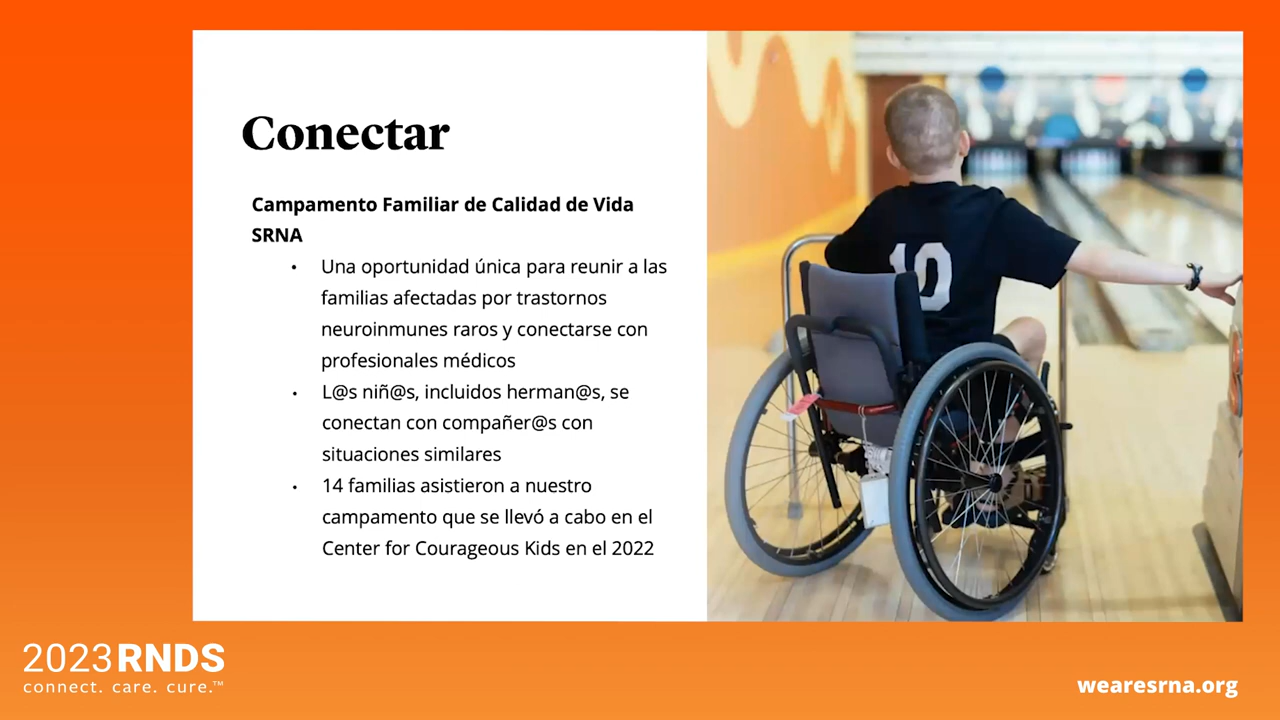 Conectar
Campamento Familiar de Calidad de Vida
SRNA
• Una oportunidad única para reunir a las
familias afectadas por trastornos
neuroinmunes raros y conectarse con
profesionales médicos
• L@s niñ@s, incluidos herman@s, se
conectan con compañer@s con
situaciones similares
• 14 familias asistieron a nuestro
campamento que se llevó a cabo en el
Center for Courageous Kids en el 2022
10
2023RNDS
connect. care. cure.™
wearesrna.org